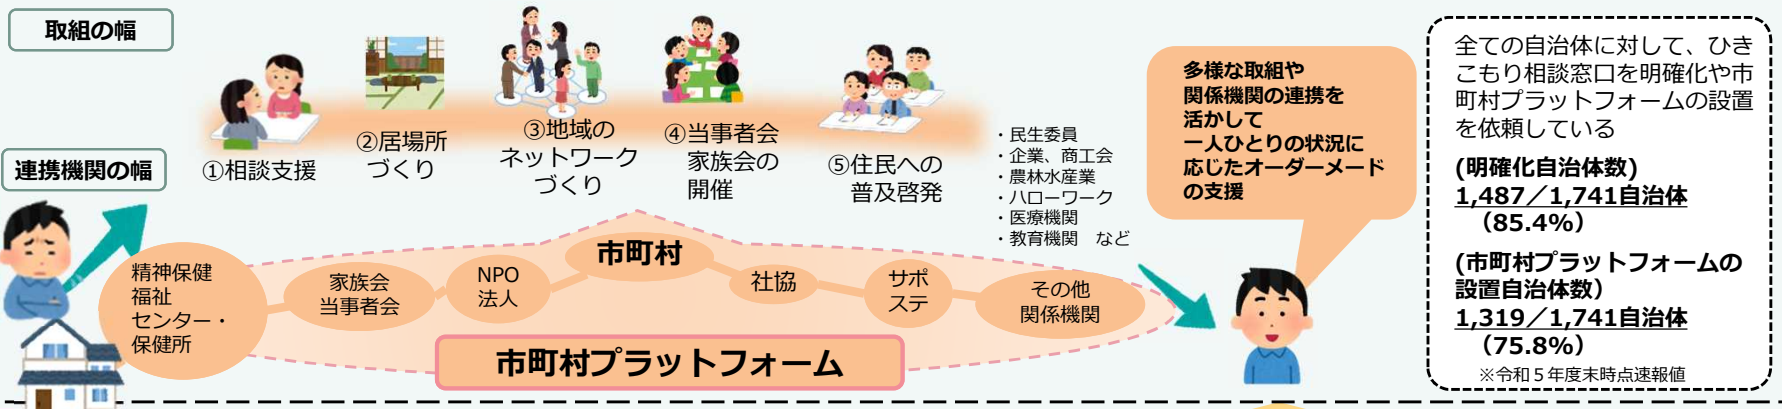 取組の幅
連携機関の幅
①相談支援
②居場所
づくり
③地域の
ネットワーク
づくり
④当事者会
家族会の
開催
⑤住民への
普及啓発
・民生委員
・企業、商工会
・農林水産業
・ハローワーク
・医療機関
・教育機関　など
精神保健
福祉
センター・
保健所
家族会
当事者会
NPO
法人
市町村
社協
サポ
ステ
その他
関係機関
市町村プラットフォーム
多様な取組や
関係機関の連携を
活かして
一人ひとりの状況に
応じたオーダーメード
の支援
全ての自治体に対して、ひき
こもり相談窓口を明確化や市
町村プラットフォームの設置
を依頼している
(明確化自治体数)
1,487／1,741自治体
（85.4%）
(市町村プラットフォームの
設置自治体数）
1,319／1,741自治体
（75.8%）
※令和５年度末時点速報値